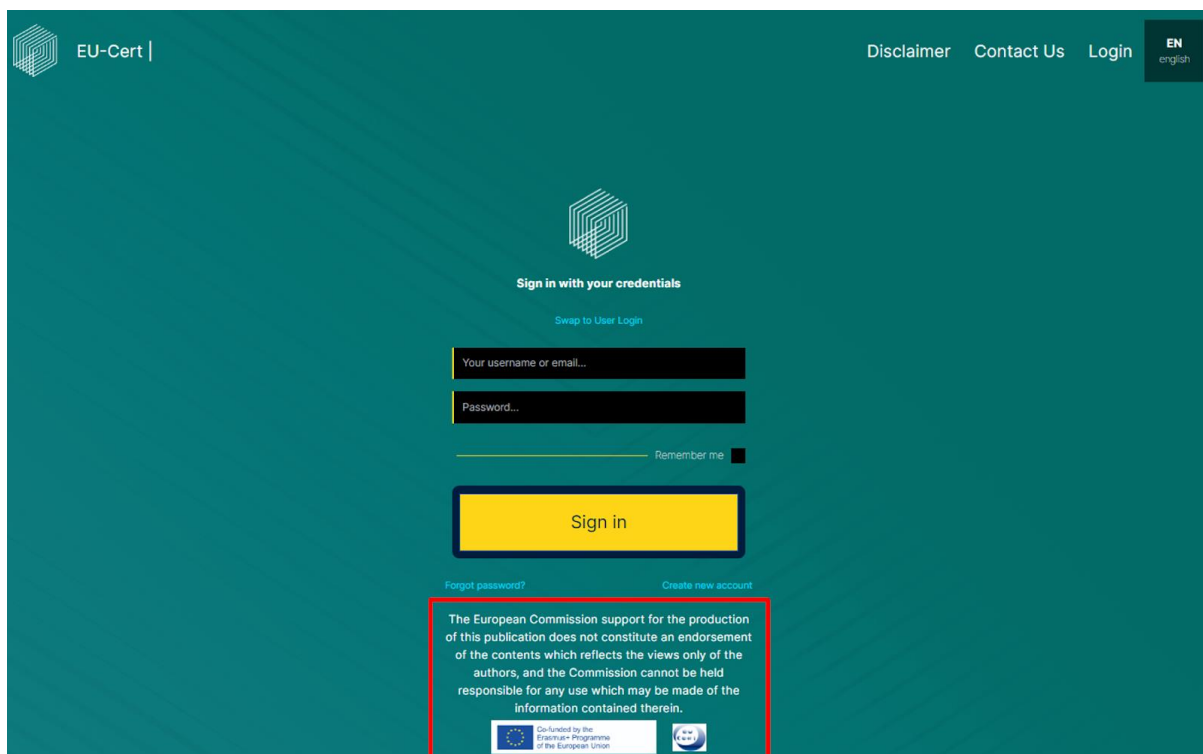 EU-Cert |
Disclaimer
Contact Us
Login
EN
english
Sign in with your credentials
Swap to User Login
Your username or email...
Password...
Remember me
Sign in
Forgot password?
Create new account
The European Commission support for the production
of this publication does not constitute an endorsement
of the contents which reflects the views only of the
authors, and the Commission cannot be held
responsible for any use which may be made of the
information contained therein.
Co-funded by the
Erasmus+ Programme
of the European Union